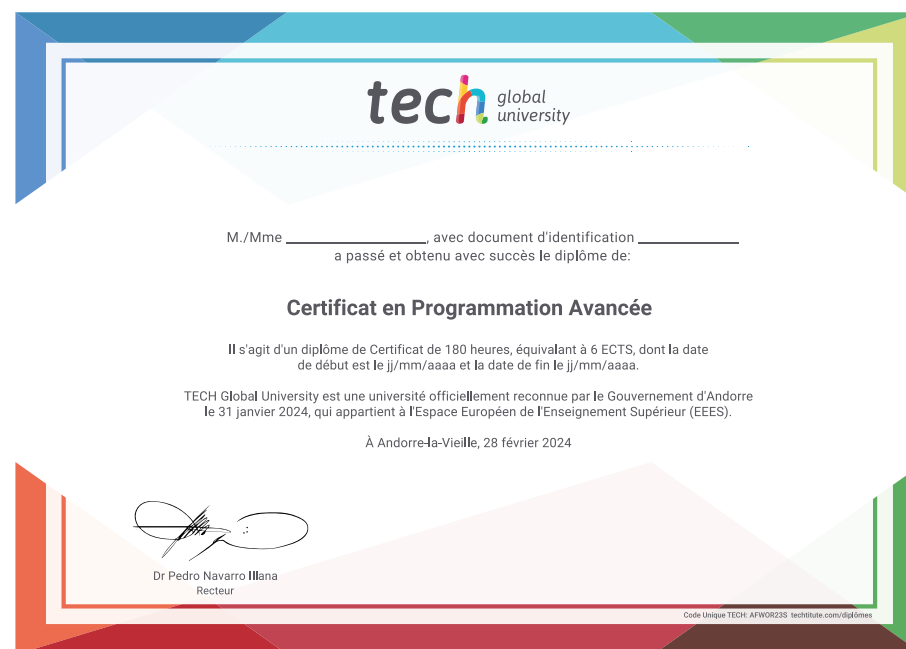 tech global university
M./Mme ____________________, avec document d'identification ______________
a passé et obtenu avec succès le diplôme de:
Certificat en Programmation Avancée
Il s'agit d'un diplôme de Certificat de 180 heures, équivalant à 6 ECTS, dont la date
de début est le jj/mm/aaaa et la date de fin le jj/mm/aaaa.
TECH Global University est une université officiellement reconnue par le Gouvernement d'Andorre
le 31 janvier 2024, qui appartient à l'Espace Européen de l'Enseignement Supérieur (EEES).
À Andorre-la-Vieille, 28 février 2024
Dr Pedro Navarro Illana
Recteur
Code Unique TECH: AFWOR23S techtitute.com/diplômes